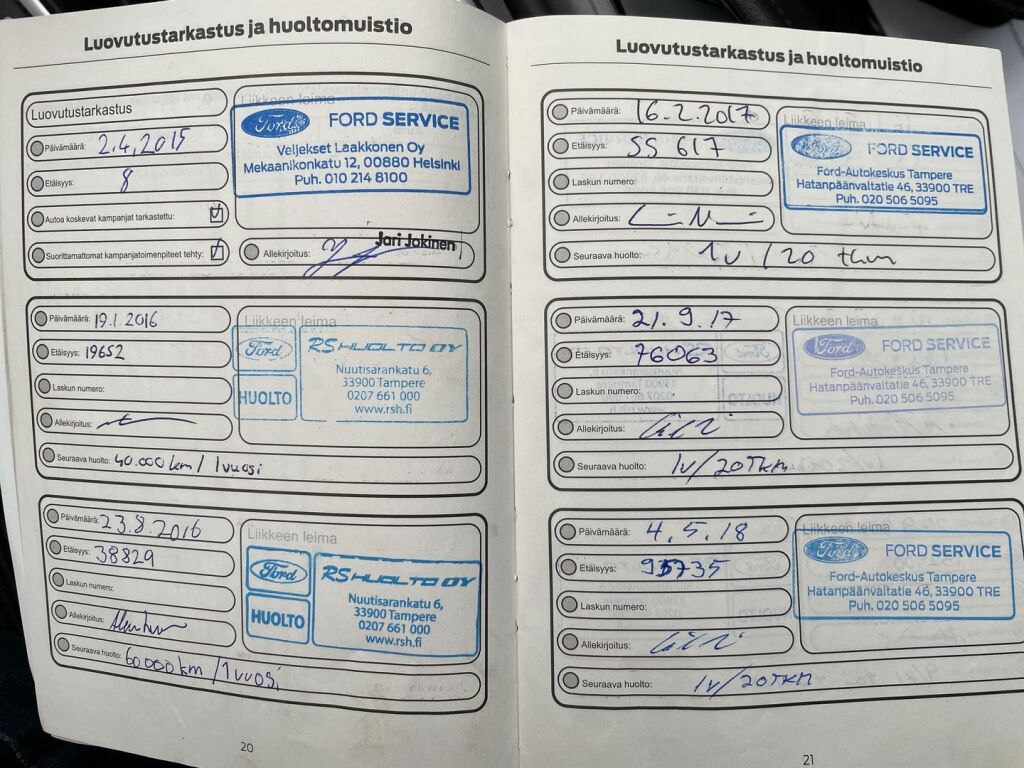 Luovutustarkastus ja huoltomuistio
Luovutustarkastus
Päivämäärä: 2.4.2015
Etäisyys: 8
Autoa koskevat kampanjat tarkastettu:
Suorittamattomat kampanjatoimenpiteet tehty:
Liikkeen leima
Ford FORD SERVICE
Veljekset Laakkonen Oy
Mekaanikonkatu 12, 00880 Helsinki
Puh. 010 214 8100
Jari Jokinen
Allekirjoitus:
Päivämäärä: 19.1.2016
Etäisyys: 19652
Laskun numero:
Allekirjoitus:
Seuraava huolto: 40.000km/ 1vuosi
Liikkeen leima
Ford RS HUOLTO OY
HUOLTO
Nuutisarankatu 6,
33900 Tampere
0207 661 000
www.rsh.fi
Päivämäärä: 23.8.2016
Etäisyys: 38829
Laskun numero:
Allekirjoitus:
Seuraava huolto: 60000km /1vuosi
Liikkeen leima
Ford RS HUOLTO OY
HUOLTO
Nuutisarankatu 6,
33900 Tampere
0207 661 000
www.rsh.fi
20
Luovutustarkastus ja huoltomuistio
Päivämäärä: 16.2.2017
Etäisyys: 55 617
Laskun numero:
Allekirjoitus:
Seuraava huolto: 1v / 20 tkm
Liikkeen leima
Ford FORD SERVICE
Ford-Autokeskus Tampere
Hatanpäänvaltatie 46, 33900 TRE
Puh. 020 506 5095
Päivämäärä: 21.9.17
Etäisyys: 76063
Laskun numero:
Allekirjoitus:
Seuraava huolto: 1v/20TKM
Liikkeen leima
Ford FORD SERVICE
Ford-Autokeskus Tampere
Hatanpäänvaltatie 46, 33900 TRE
Puh. 020 506 5095
Päivämäärä: 4.5.18
Etäisyys: 95735
Laskun numero:
Allekirjoitus:
Seuraava huolto: 1v/20TKM
Liikkeen leima
Ford FORD SERVICE
Ford-Autokeskus Tampere
Hatanpäänvaltatie 46, 33900 TRE
Puh. 020 506 5095
21